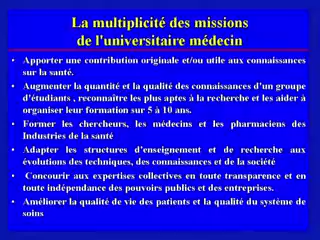 La multiplicité des missions
de l'universitaire médecin
• Apporter une contribution originale et/ou utile aux connaissances
sur la santé.
• Augmenter la quantité et la qualité des connaissances d'un groupe
d'étudiants , reconnaître les plus aptes à la recherche et les aider à
organiser leur formation sur 5 à 10 ans.
• Former les chercheurs, les médecins et les pharmaciens des
Industries de la santé
• Adapter les structures d'enseignement et de recherche aux
évolutions des techniques, des connaissances et de la société
• Concourir aux expertises collectives en toute transparence et en
toute indépendance des pouvoirs publics et des entreprises.
• Améliorer la qualité de vie des patients et la qualité du système de
soins